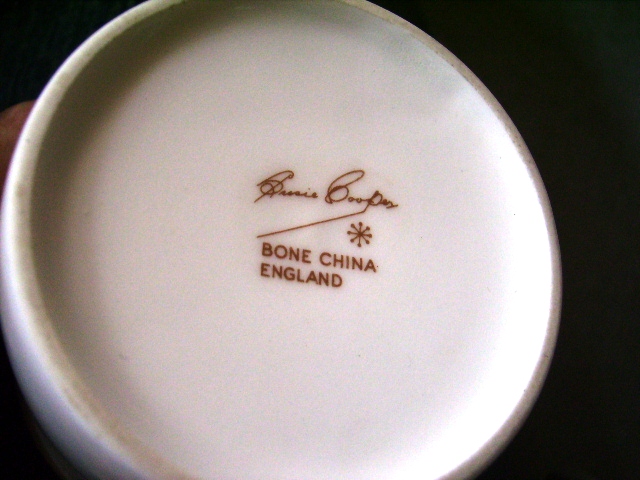 Susie Cooper
BONE CHINA
ENGLAND